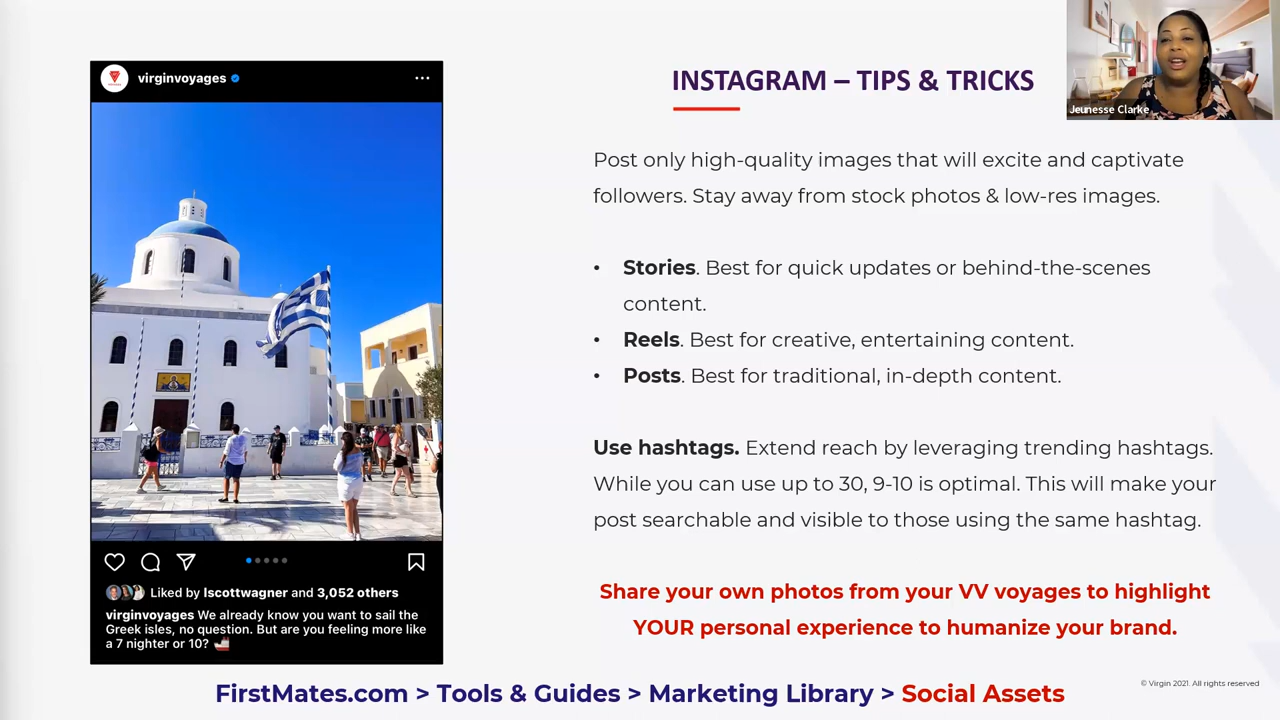 virginvoyages
Liked by lscottwagner and 3,052 others
virginvoyages We already know you want to sail the
Greek isles, no question. But are you feeling more like
a 7 nighter or 10?
INSTAGRAM – TIPS & TRICKS
Jeunesse Clarke
Post only high-quality images that will excite and captivate
followers. Stay away from stock photos & low-res images.
• Stories. Best for quick updates or behind-the-scenes
content.
• Reels. Best for creative, entertaining content.
• Posts. Best for traditional, in-depth content.
Use hashtags. Extend reach by leveraging trending hashtags.
While you can use up to 30, 9-10 is optimal. This will make your
post searchable and visible to those using the same hashtag.
Share your own photos from your VV voyages to highlight
YOUR personal experience to humanize your brand.
© Virgin 2021. All rights reserved
FirstMates.com > Tools & Guides > Marketing Library > Social Assets